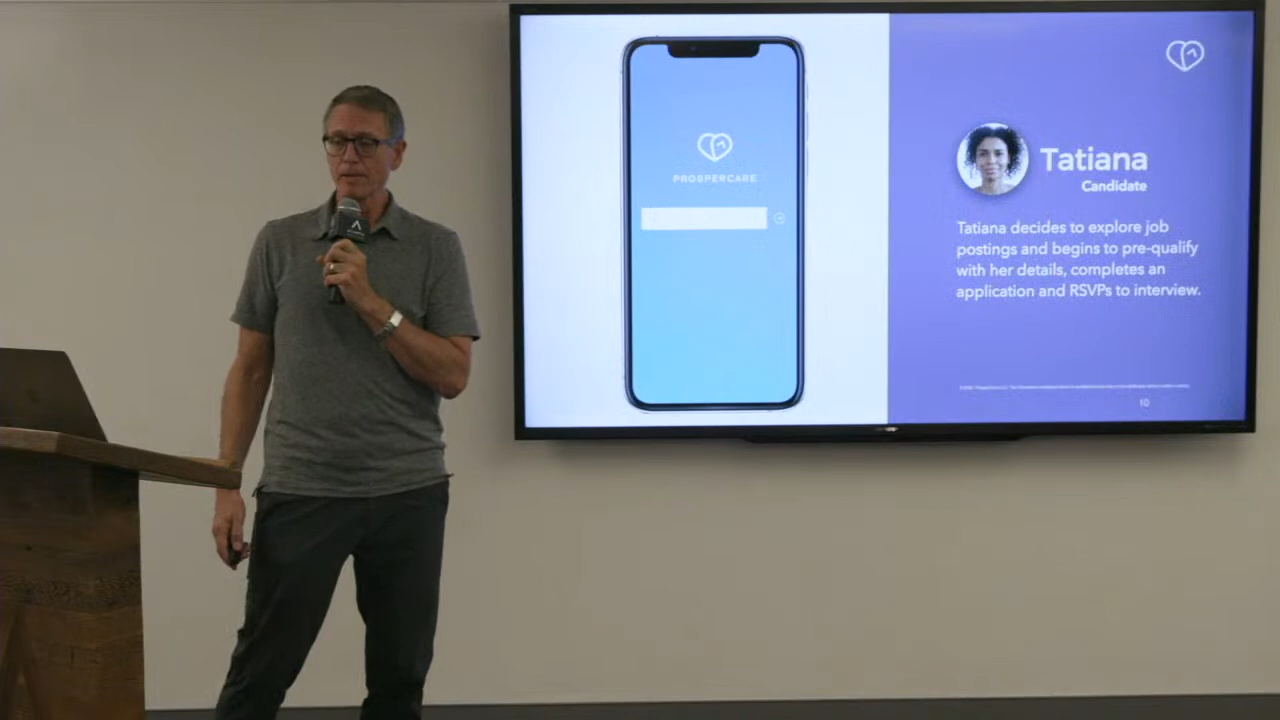 PROSPERCARE
Tatiana
Candidate
Tatiana decides to explore job
postings and begins to pre-qualify
with her details, completes an
application and RSVPs to interview.
10